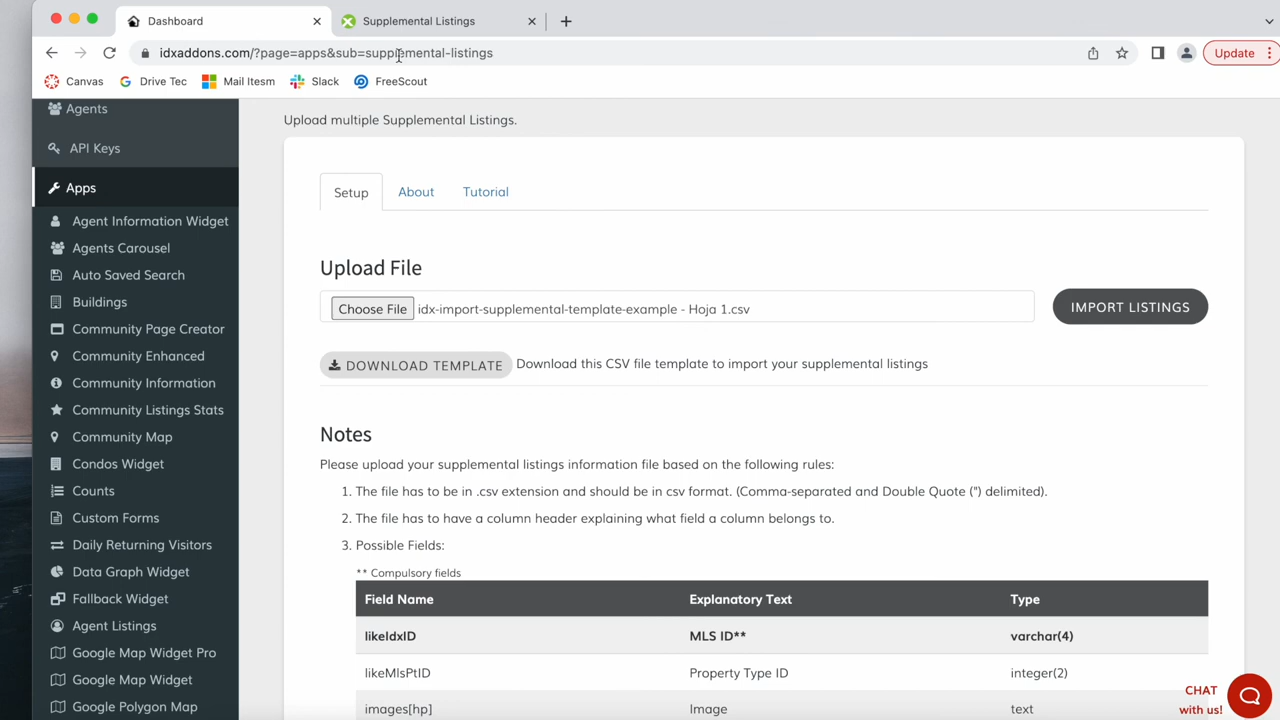 Dashboard
Supplemental Listings
idxaddons.com/?page=apps&sub=supplemental-listings
Update
Canvas
Drive Tec
Mail Itesm
Slack
FreeScout
Agents
API Keys
Apps
Agent Information Widget
Agents Carousel
Auto Saved Search
Buildings
Community Page Creator
Community Enhanced
Community Information
Community Listings Stats
Community Map
Condos Widget
Counts
Custom Forms
Daily Returning Visitors
Data Graph Widget
Fallback Widget
Agent Listings
Google Map Widget Pro
Google Map Widget
Google Polygon Map
Upload multiple Supplemental Listings.
Setup
About
Tutorial
Upload File
Choose File idx-import-supplemental-template-example - Hoja 1.csv
IMPORT LISTINGS
DOWNLOAD TEMPLATE Download this CSV file template to import your supplemental listings
Notes
Please upload your supplemental listings information file based on the following rules:
1. The file has to be in .csv extension and should be in csv format. (Comma-separated and Double Quote (") delimited).
2. The file has to have a column header explaining what field a column belongs to.
3. Possible Fields:
** Compulsory fields
Field Name Explanatory Text Type
likeIdxID MLS ID** varchar(4)
likeMlsPtID Property Type ID integer(2)
images[hp] Image text
CHAT
with us!